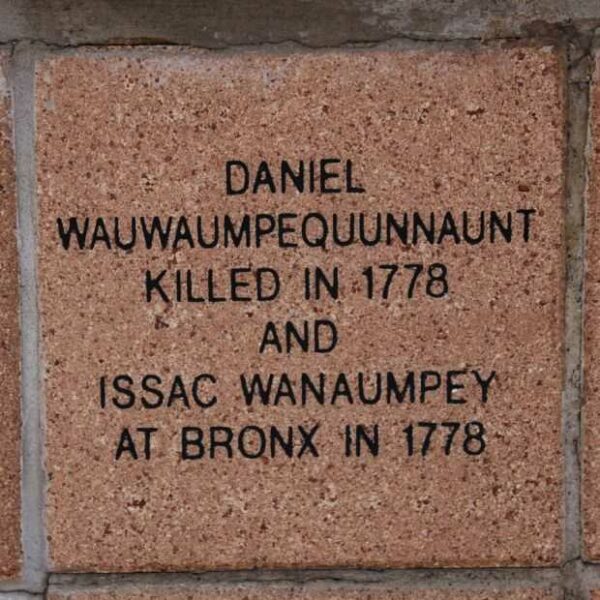 DANIEL
WAUWAUMPEQUUNNAUNT
KILLED IN 1778
AND
ISSAC WANAUMPEY
AT BRONX IN 1778